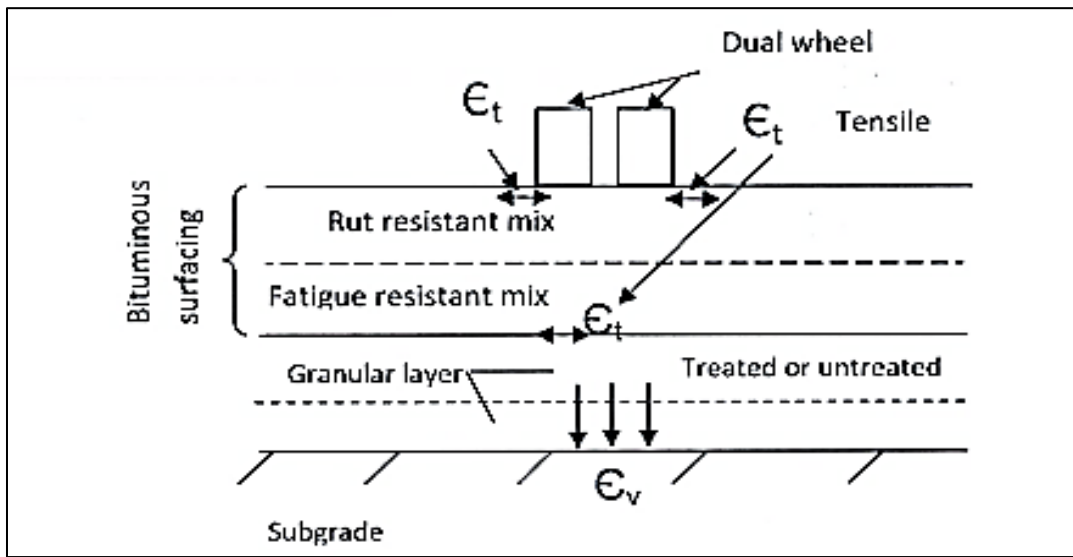 Dual wheel
Єt
Єt
Tensile
Bituminous
surfacing
Rut resistant mix
Fatigue resistant mix
Єt
Granular layer
Treated or untreated
Єv
Subgrade